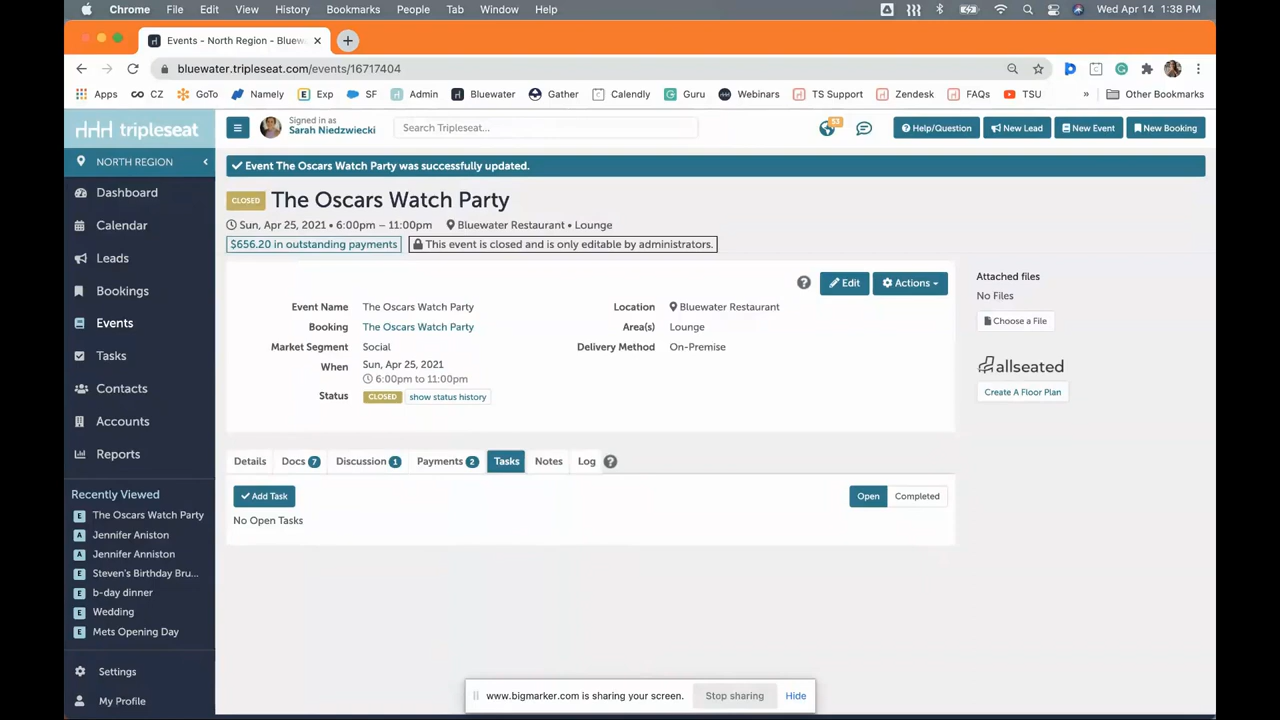 Chrome File Edit View History Bookmarks People Tab Window Help Wed Apr 14 1:38 PM
Events - North Region - Bluew
bluewater.tripleseat.com/events/16717404
Apps CZ GoTo Namely Exp SF Admin Bluewater Gather Calendly Guru Webinars TS Support Zendesk FAQs TSU » Other Bookmarks
tripleseat
Signed in as
Sarah Niedzwiecki
Search Tripleseat...
53
Help/Question New Lead New Event New Booking
NORTH REGION
Dashboard
Calendar
Leads
Bookings
Events
Tasks
Contacts
Accounts
Reports
Recently Viewed
E The Oscars Watch Party
A Jennifer Aniston
A Jennifer Anniston
E Steven's Birthday Bru...
E b-day dinner
E Wedding
E Mets Opening Day
Settings
My Profile
Event The Oscars Watch Party was successfully updated.
CLOSED The Oscars Watch Party
Sun, Apr 25, 2021 • 6:00pm – 11:00pm Bluewater Restaurant • Lounge
$656.20 in outstanding payments This event is closed and is only editable by administrators.
Edit Actions
Event Name The Oscars Watch Party
Booking The Oscars Watch Party
Market Segment Social
When Sun, Apr 25, 2021
6:00pm to 11:00pm
Status CLOSED show status history
Location Bluewater Restaurant
Area(s) Lounge
Delivery Method On-Premise
Attached files
No Files
Choose a File
allseated
Create A Floor Plan
Details Docs 7 Discussion 1 Payments 2 Tasks Notes Log
Add Task Open Completed
No Open Tasks
www.bigmarker.com is sharing your screen. Stop sharing Hide